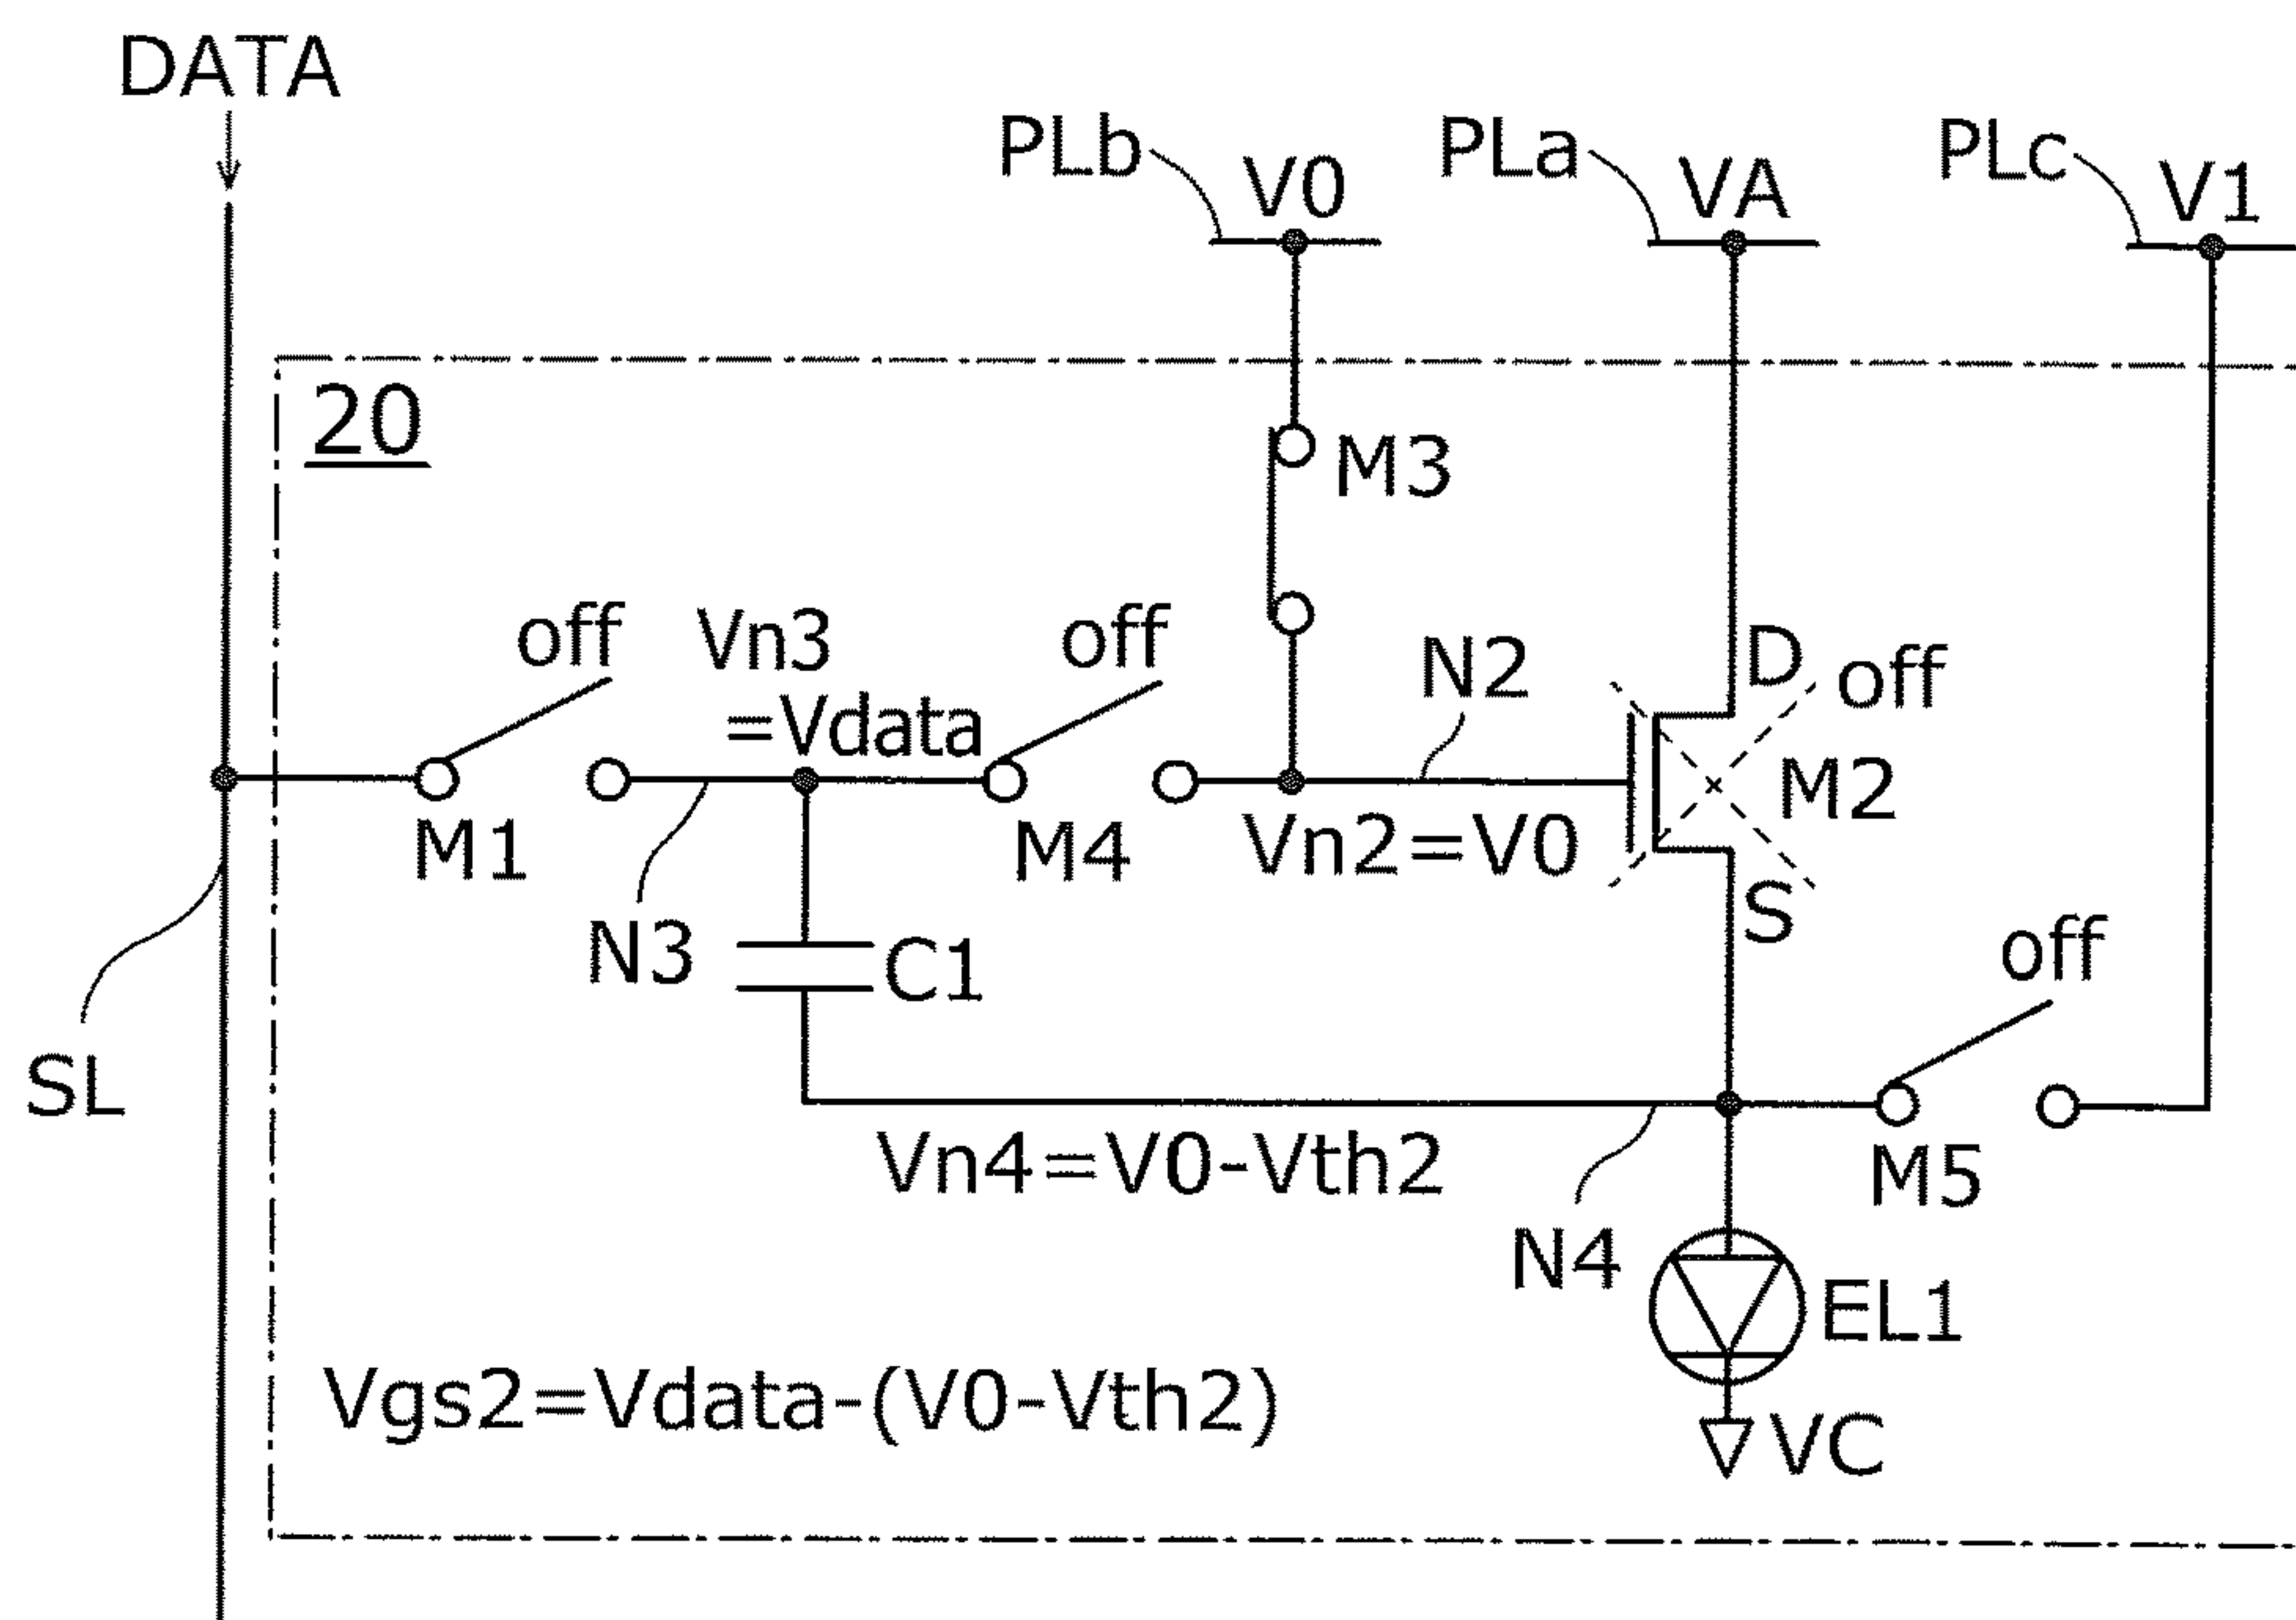 DATA
PLb
V0
PLa
VA
PLc
V1
20
M3
off
Vn3
=Vdata
off
N2
D
off
M2
M1
M4
Vn2=V0
S
N3
C1
off
SL
Vn4=V0-Vth2
M5
N4
EL1
Vgs2=Vdata-(V0-Vth2)
VC